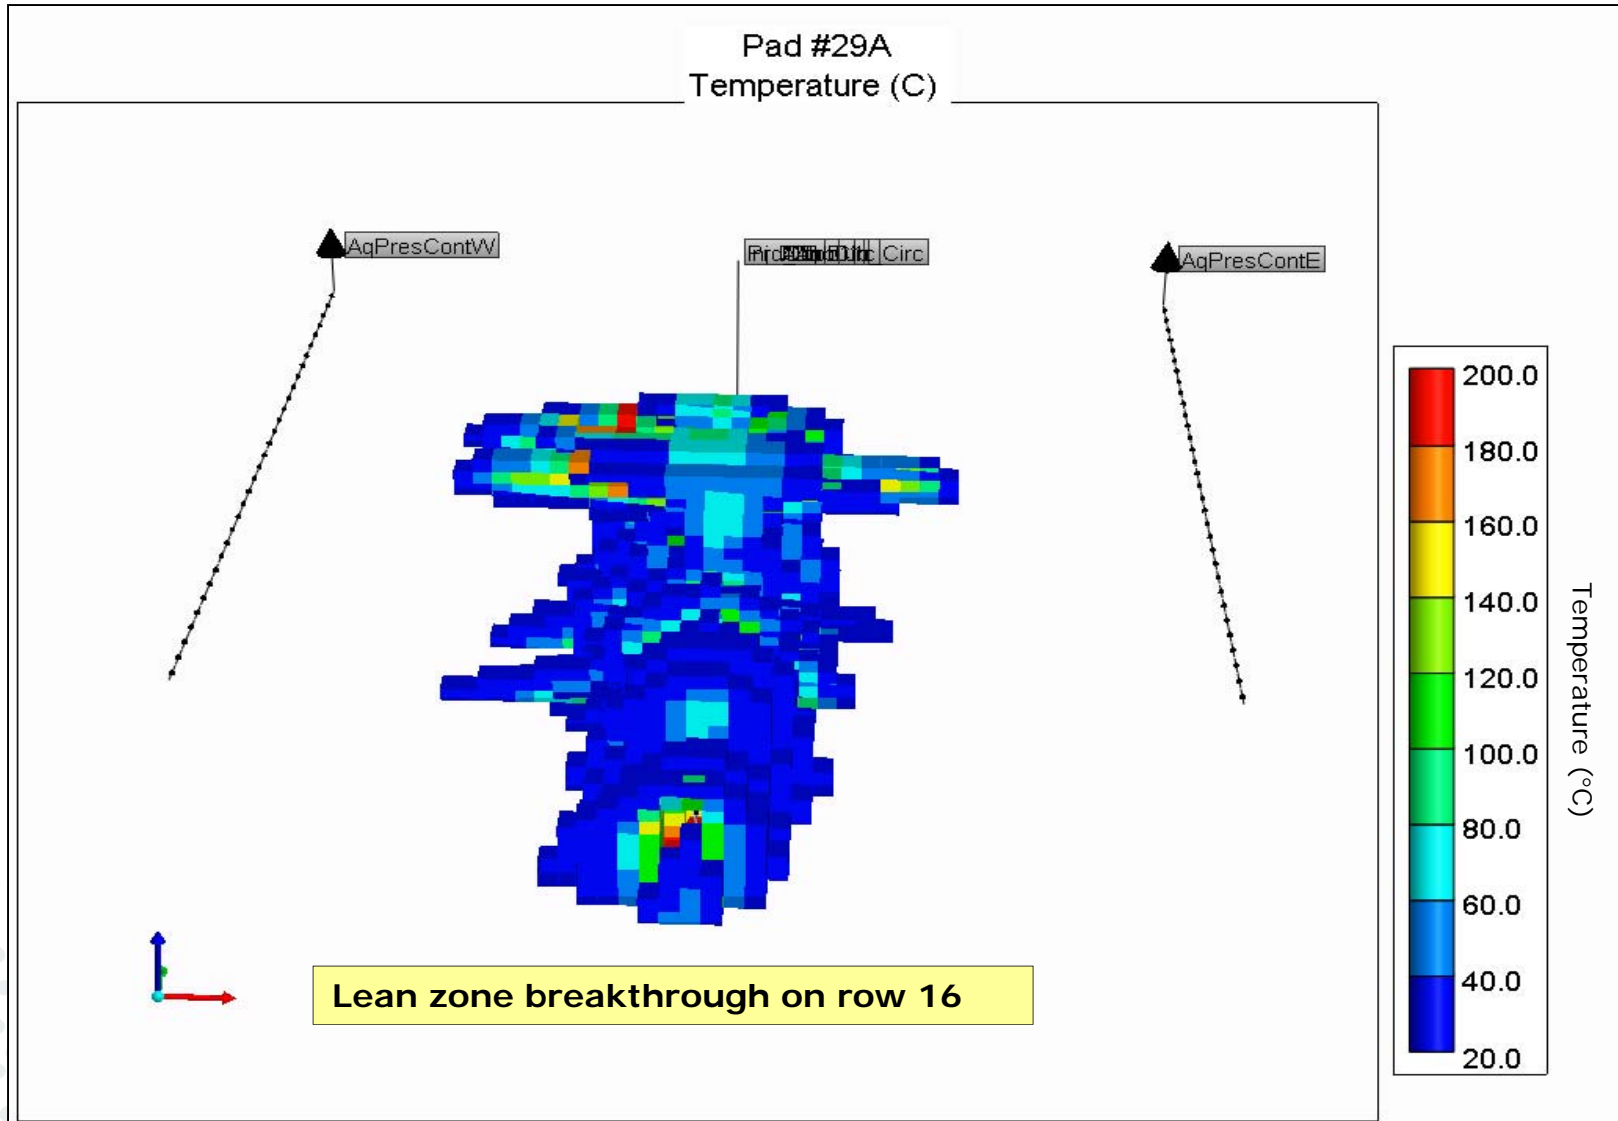 Pad #29A
Temperature (C)
AqPresContW
Circ
AqPresContE
200.0
180.0
160.0
140.0
120.0
100.0
80.0
60.0
40.0
20.0
Temperature (°C)
Lean zone breakthrough on row 16